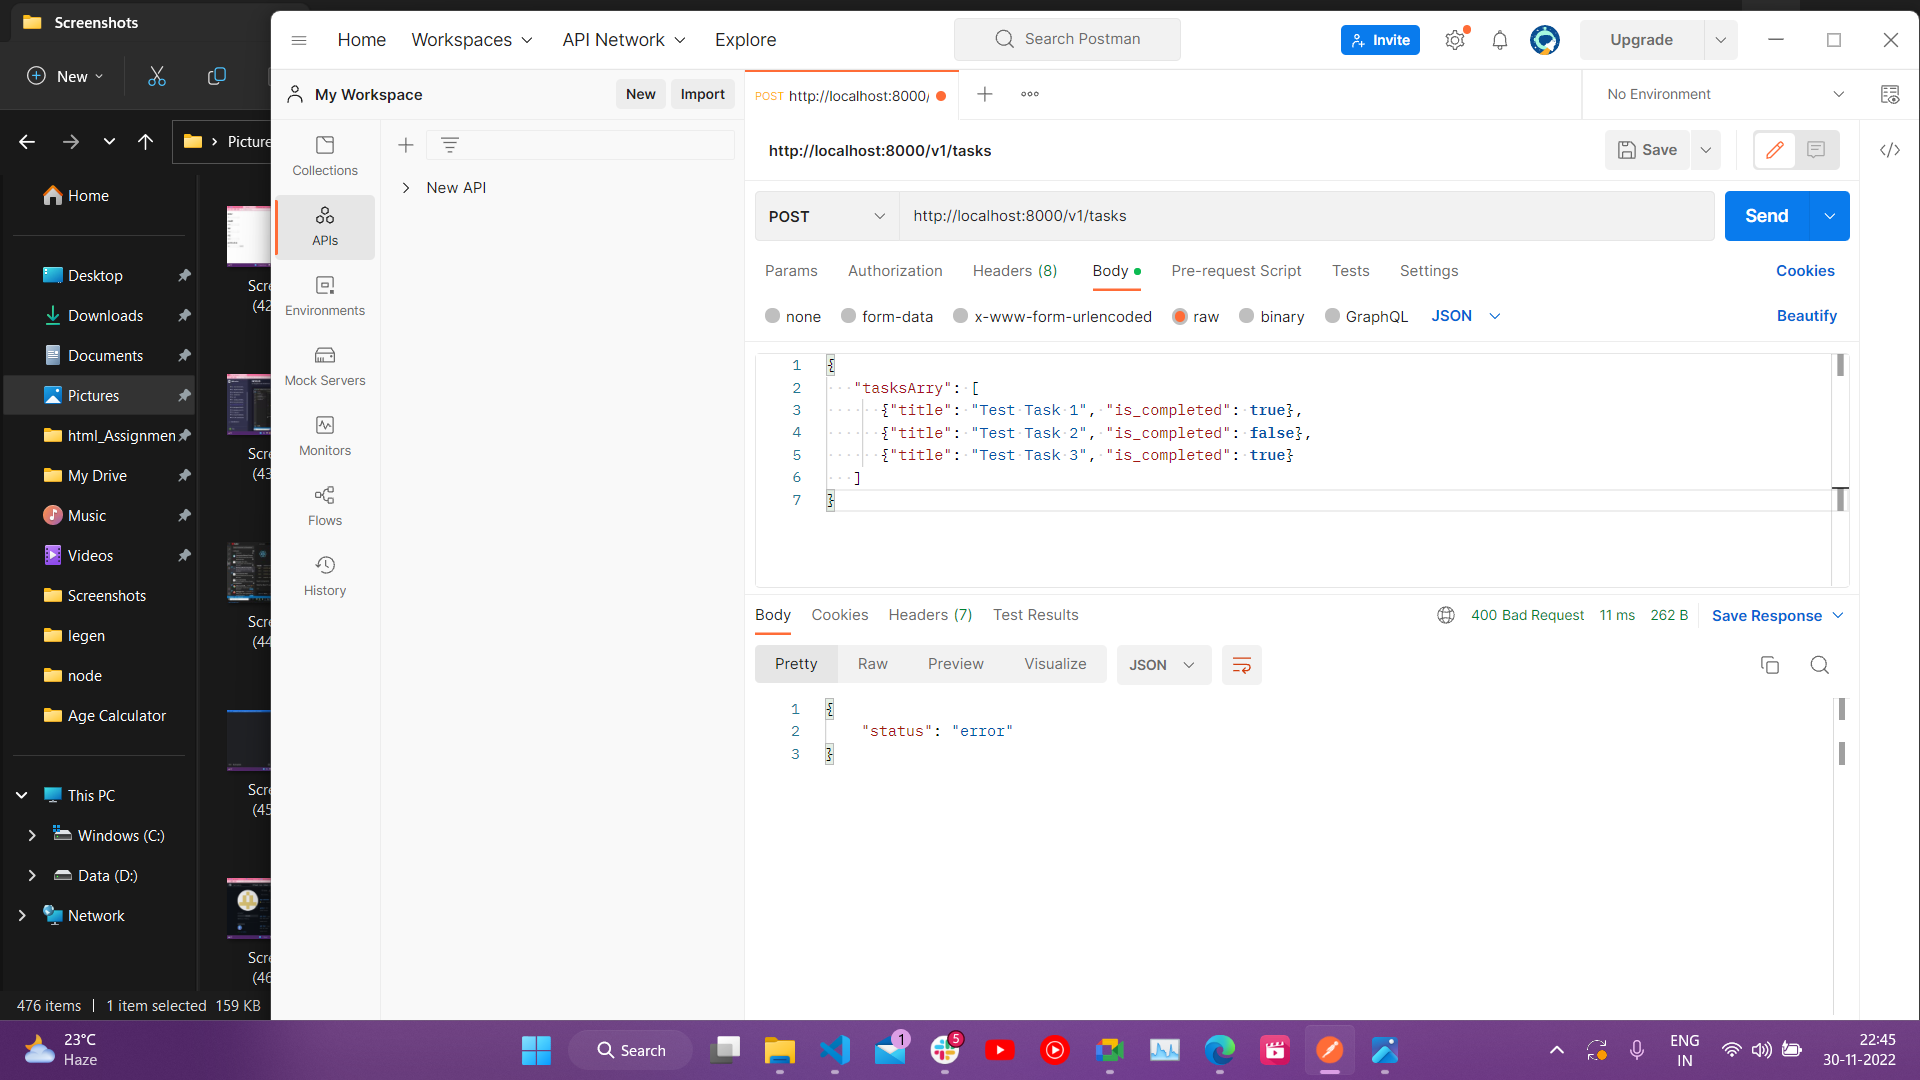 Screenshots
New
Picture
Home
Desktop
Downloads
Documents
Pictures
html_Assignmen
My Drive
Music
Videos
Screenshots
legen
node
Age Calculator
This PC
Windows (C:)
Data (D:)
Network
Scre
(42
Scre
(43
Scre
(44
Scre
(45
Scre
(46
476 items
1 item selected 159 KB
Home
Workspaces
API Network
Explore
Search Postman
Invite
Upgrade
My Workspace
New
Import
Collections
APIs
Environments
Mock Servers
Monitors
Flows
History
New API
POST http://localhost:8000/
No Environment
http://localhost:8000/v1/tasks
Save
POST
http://localhost:8000/v1/tasks
Send
Params
Authorization
Headers (8)
Body
Pre-request Script
Tests
Settings
Cookies
none
form-data
x-www-form-urlencoded
raw
binary
GraphQL
JSON
Beautify
1 {
2 "tasksArry": [
3 {"title": "Test Task 1", "is_completed": true},
4 {"title": "Test Task 2", "is_completed": false},
5 {"title": "Test Task 3", "is_completed": true}
6 ]
7 }
Body
Cookies
Headers (7)
Test Results
400 Bad Request
11 ms
262 B
Save Response
Pretty
Raw
Preview
Visualize
JSON
1 {
2 "status": "error"
3 }
23°C
Haze
Search
1
5
ENG
IN
22:45
30-11-2022